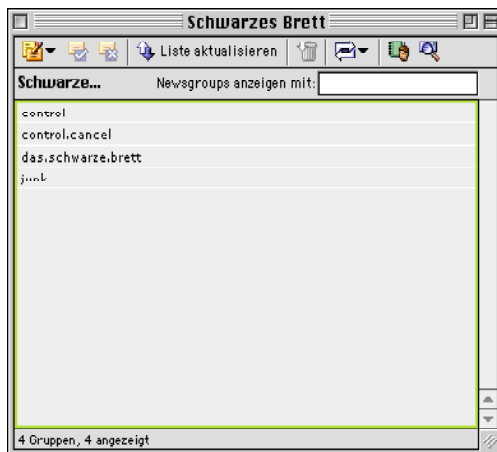 Schwarzes Brett
Liste aktualisieren
Schwarze... Newsgroups anzeigen mit:
control
control.cancel
das.schwarze.brett
junk
4 Gruppen, 4 angezeigt